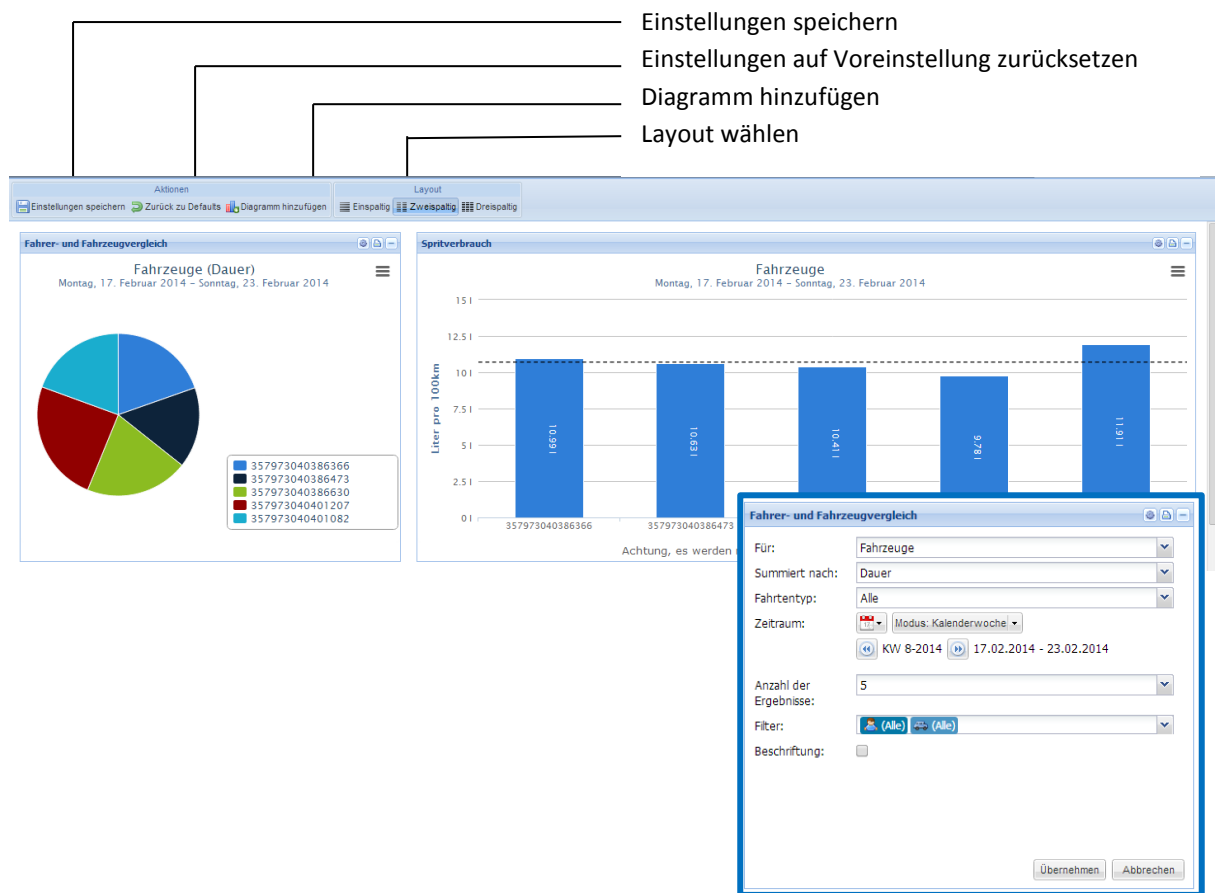 Einstellungen speichern
Einstellungen auf Voreinstellung zurücksetzen
Diagramm hinzufügen
Layout wählen
Aktionen
Layout
Einstellungen speichern Zurück zu Defaults Diagramm hinzufügen Einspaltig Zweispaltig Dreispaltig
Fahrer- und Fahrzeugvergleich
Fahrzeuge (Dauer)
Montag, 17. Februar 2014 – Sonntag, 23. Februar 2014
357973040386366
357973040386473
357973040386630
357973040401207
357973040401082
Spritverbrauch
Fahrzeuge
Montag, 17. Februar 2014 – Sonntag, 23. Februar 2014
Liter pro 100km
15 l
12.5 l
10 l
7.5 l
5 l
2.5 l
0 l
10.99 l
10.63 l
10.41 l
9.78 l
11.91 l
357973040386366
357973040386473
Achtung, es werden
Fahrer- und Fahrzeugvergleich
Für: Fahrzeuge
Summiert nach: Dauer
Fahrtentyp: Alle
Zeitraum: Modus: Kalenderwoche
KW 8-2014 17.02.2014 - 23.02.2014
Anzahl der
Ergebnisse: 5
Filter: (Alle) (Alle)
Beschriftung:
Übernehmen Abbrechen